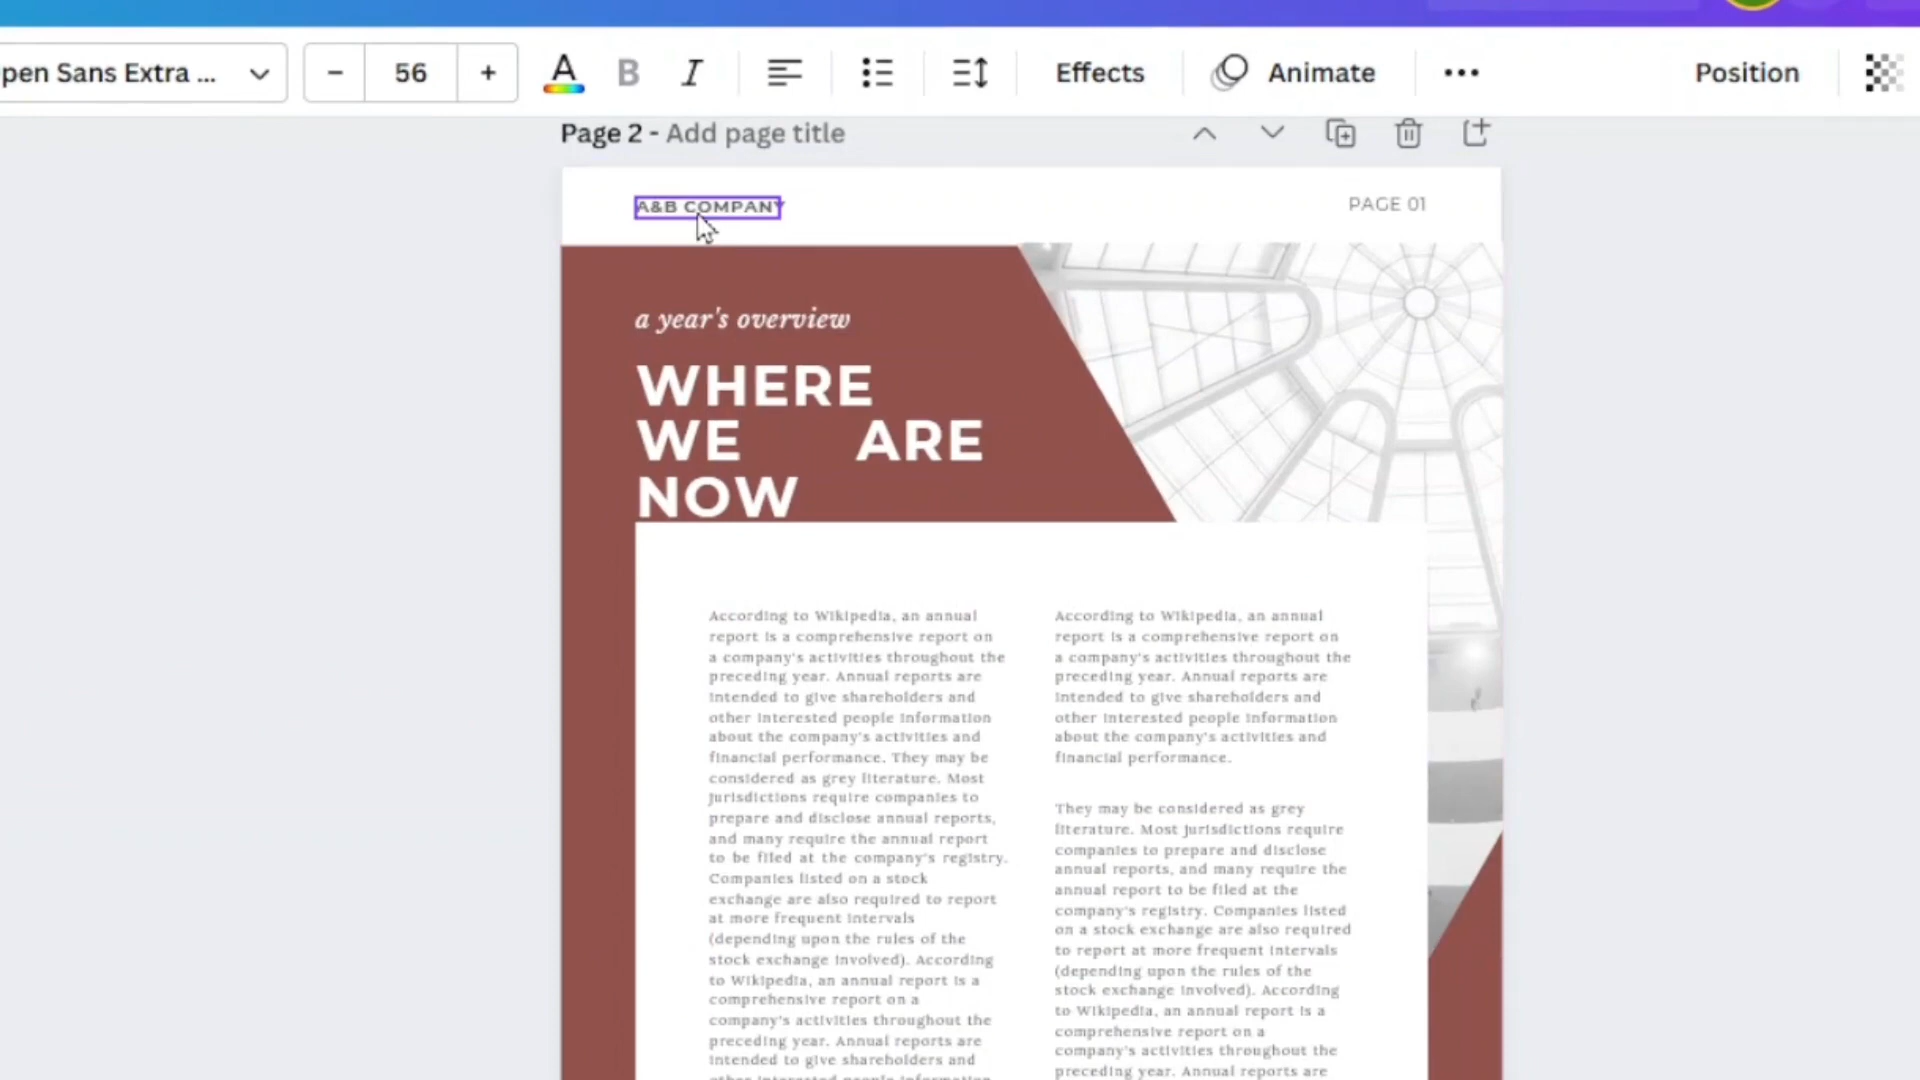 pen Sans Extra ...
− 56 + A B I Effects Animate ... Position
Page 2 - Add page title
A&B COMPANY
PAGE 01
a year's overview
WHERE
WE ARE
NOW
According to Wikipedia, an annual
report is a comprehensive report on
a company's activities throughout the
preceding year. Annual reports are
intended to give shareholders and
other interested people information
about the company's activities and
financial performance. They may be
considered as grey literature. Most
jurisdictions require companies to
prepare and disclose annual reports,
and many require the annual report
to be filed at the company's registry.
Companies listed on a stock
exchange are also required to report
at more frequent intervals
(depending upon the rules of the
stock exchange involved). According
to Wikipedia, an annual report is a
comprehensive report on a
company's activities throughout the
preceding year. Annual reports are
intended to give shareholders and
other interested people information
According to Wikipedia, an annual
report is a comprehensive report on
a company's activities throughout the
preceding year. Annual reports are
intended to give shareholders and
other interested people information
about the company's activities and
financial performance.
They may be considered as grey
literature. Most jurisdictions require
companies to prepare and disclose
annual reports, and many require the
annual report to be filed at the
company's registry. Companies listed
on a stock exchange are also required
to report at more frequent intervals
(depending upon the rules of the
stock exchange involved). According
to Wikipedia, an annual report is a
comprehensive report on a
company's activities throughout the
preceding year. Annual reports are